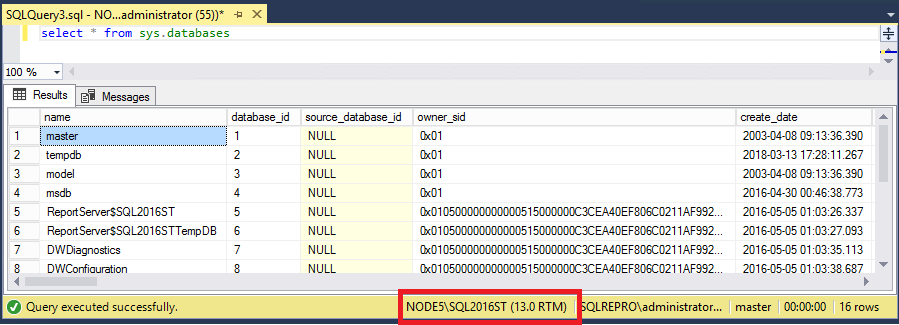 SQLQuery3.sql - NO...administrator (55))*
select * from sys.databases
100 %
Results Messages
name database_id source_database_id owner_sid create_date
1 master 1 NULL 0x01 2003-04-08 09:13:36.390
2 tempdb 2 NULL 0x01 2018-03-13 17:28:11.267
3 model 3 NULL 0x01 2003-04-08 09:13:36.390
4 msdb 4 NULL 0x01 2016-04-30 00:46:38.773
5 ReportServer$SQL2016ST 5 NULL 0x010500000000000515000000C3CEA40EF806C0211AF992... 2016-05-05 01:03:26.337
6 ReportServer$SQL2016STTempDB 6 NULL 0x010500000000000515000000C3CEA40EF806C0211AF992... 2016-05-05 01:03:27.093
7 DWDiagnostics 7 NULL 0x010500000000000515000000C3CEA40EF806C0211AF992... 2016-05-05 01:03:35.113
8 DWConfiguration 8 NULL 0x010500000000000515000000C3CEA40EF806C0211AF992... 2016-05-05 01:03:38.687
Query executed successfully. NODE5\SQL2016ST (13.0 RTM) SQLREPRO\administrator... master 00:00:00 16 rows